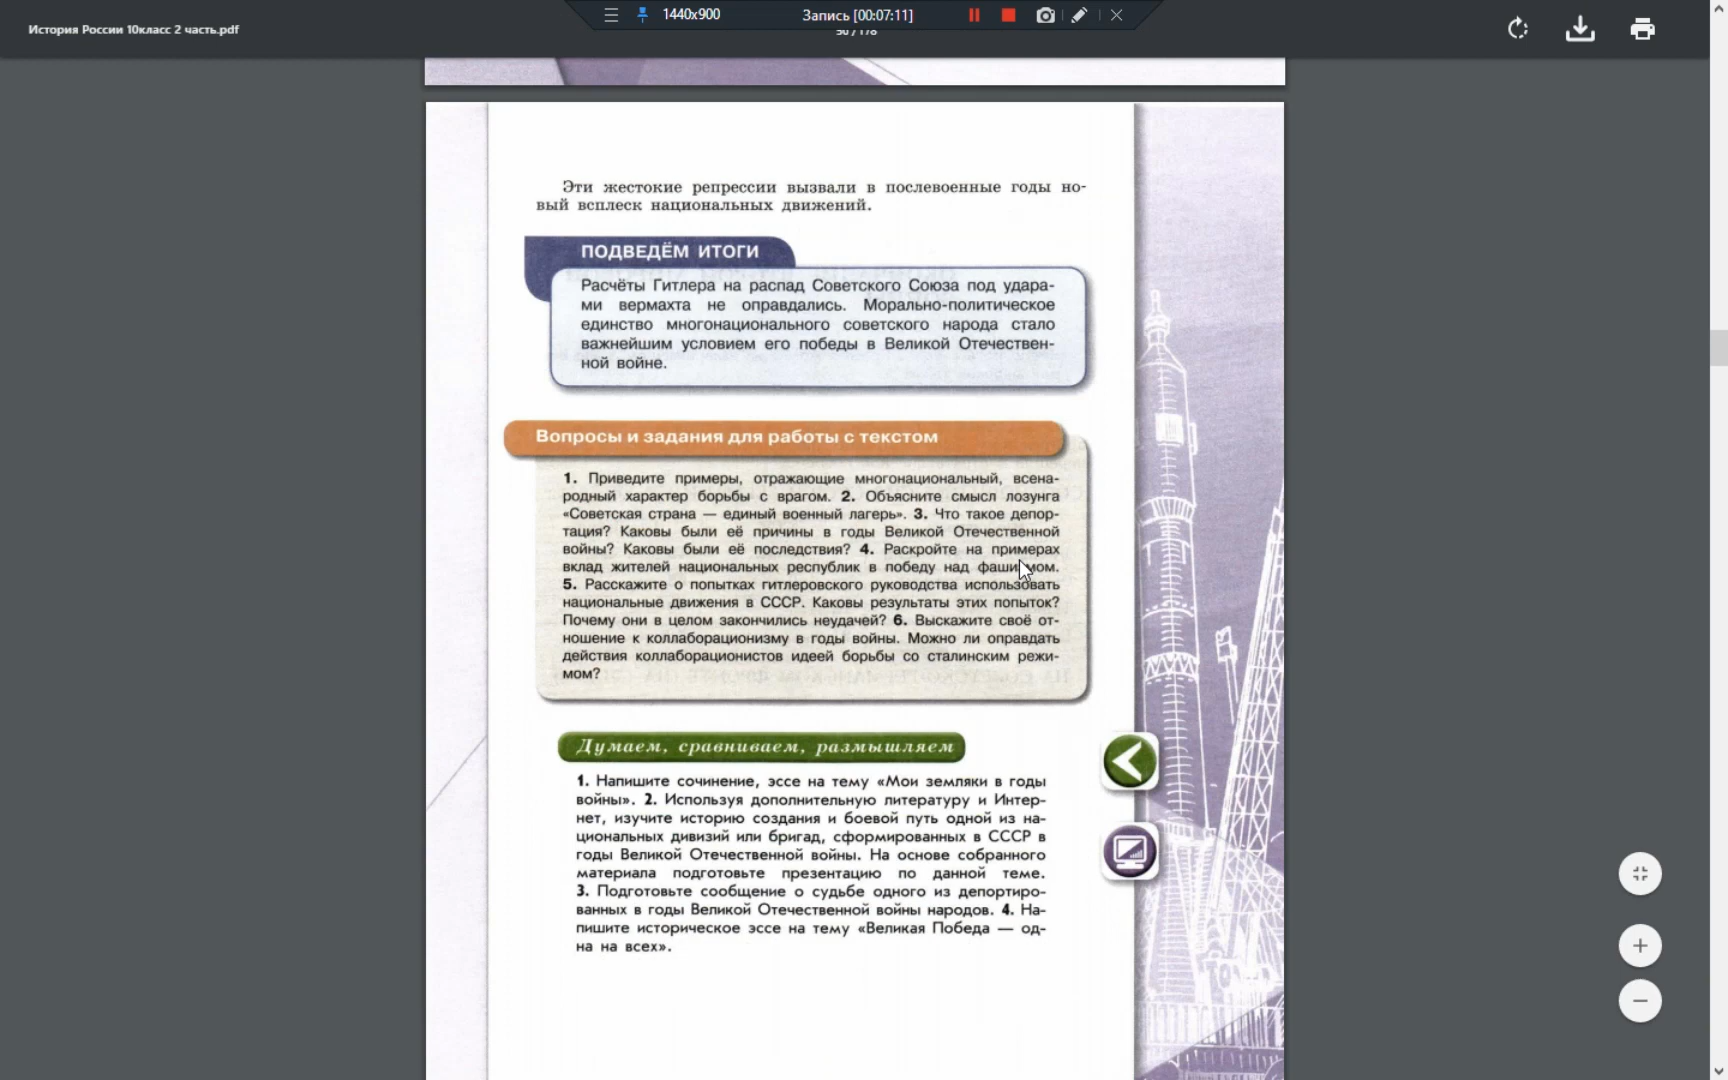 1440x900
Запись [00:07:11]
История России 10класс 2 часть.pdf
50 / 178
Эти жестокие репрессии вызвали в послевоенные годы но-
вый всплеск национальных движений.
ПОДВЕДЁМ ИТОГИ
Расчёты Гитлера на распад Советского Союза под удара-
ми вермахта не оправдались. Морально-политическое
единство многонационального советского народа стало
важнейшим условием его победы в Великой Отечествен-
ной войне.
Вопросы и задания для работы с текстом
1. Приведите примеры, отражающие многонациональный, всена-
родный характер борьбы с врагом. 2. Объясните смысл лозунга
«Советская страна — единый военный лагерь». 3. Что такое депор-
тация? Каковы были её причины в годы Великой Отечественной
войны? Каковы были её последствия? 4. Раскройте на примерах
вклад жителей национальных республик в победу над фашизмом.
5. Расскажите о попытках гитлеровского руководства использовать
национальные движения в СССР. Каковы результаты этих попыток?
Почему они в целом закончились неудачей? 6. Выскажите своё от-
ношение к коллаборационизму в годы войны. Можно ли оправдать
действия коллаборационистов идеей борьбы со сталинским режи-
мом?
Думаем, сравниваем, размышляем
1. Напишите сочинение, эссе на тему «Мои земляки в годы
войны». 2. Используя дополнительную литературу и Интер-
нет, изучите историю создания и боевой путь одной из на-
циональных дивизий или бригад, сформированных в СССР в
годы Великой Отечественной войны. На основе собранного
материала подготовьте презентацию по данной теме.
3. Подготовьте сообщение о судьбе одного из депортиро-
ванных в годы Великой Отечественной войны народов. 4. На-
пишите историческое эссе на тему «Великая Победа — од-
на на всех».